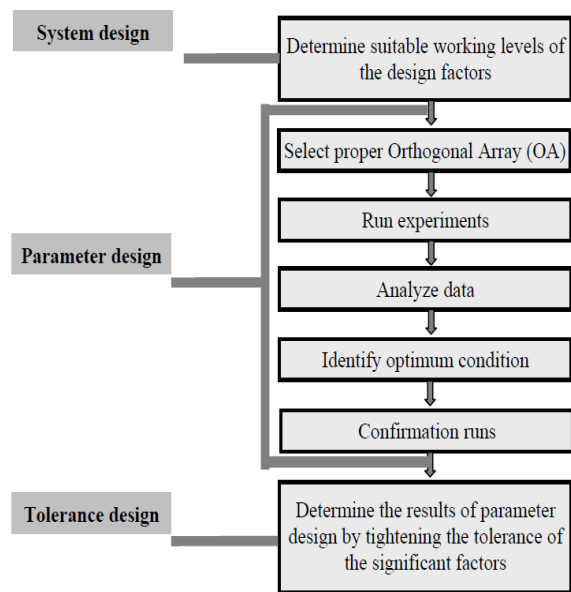 System design
Determine suitable working levels of
the design factors
Select proper Orthogonal Array (OA)
Run experiments
Parameter design
Analyze data
Identify optimum condition
Confirmation runs
Tolerance design
Determine the results of parameter
design by tightening the tolerance of
the significant factors